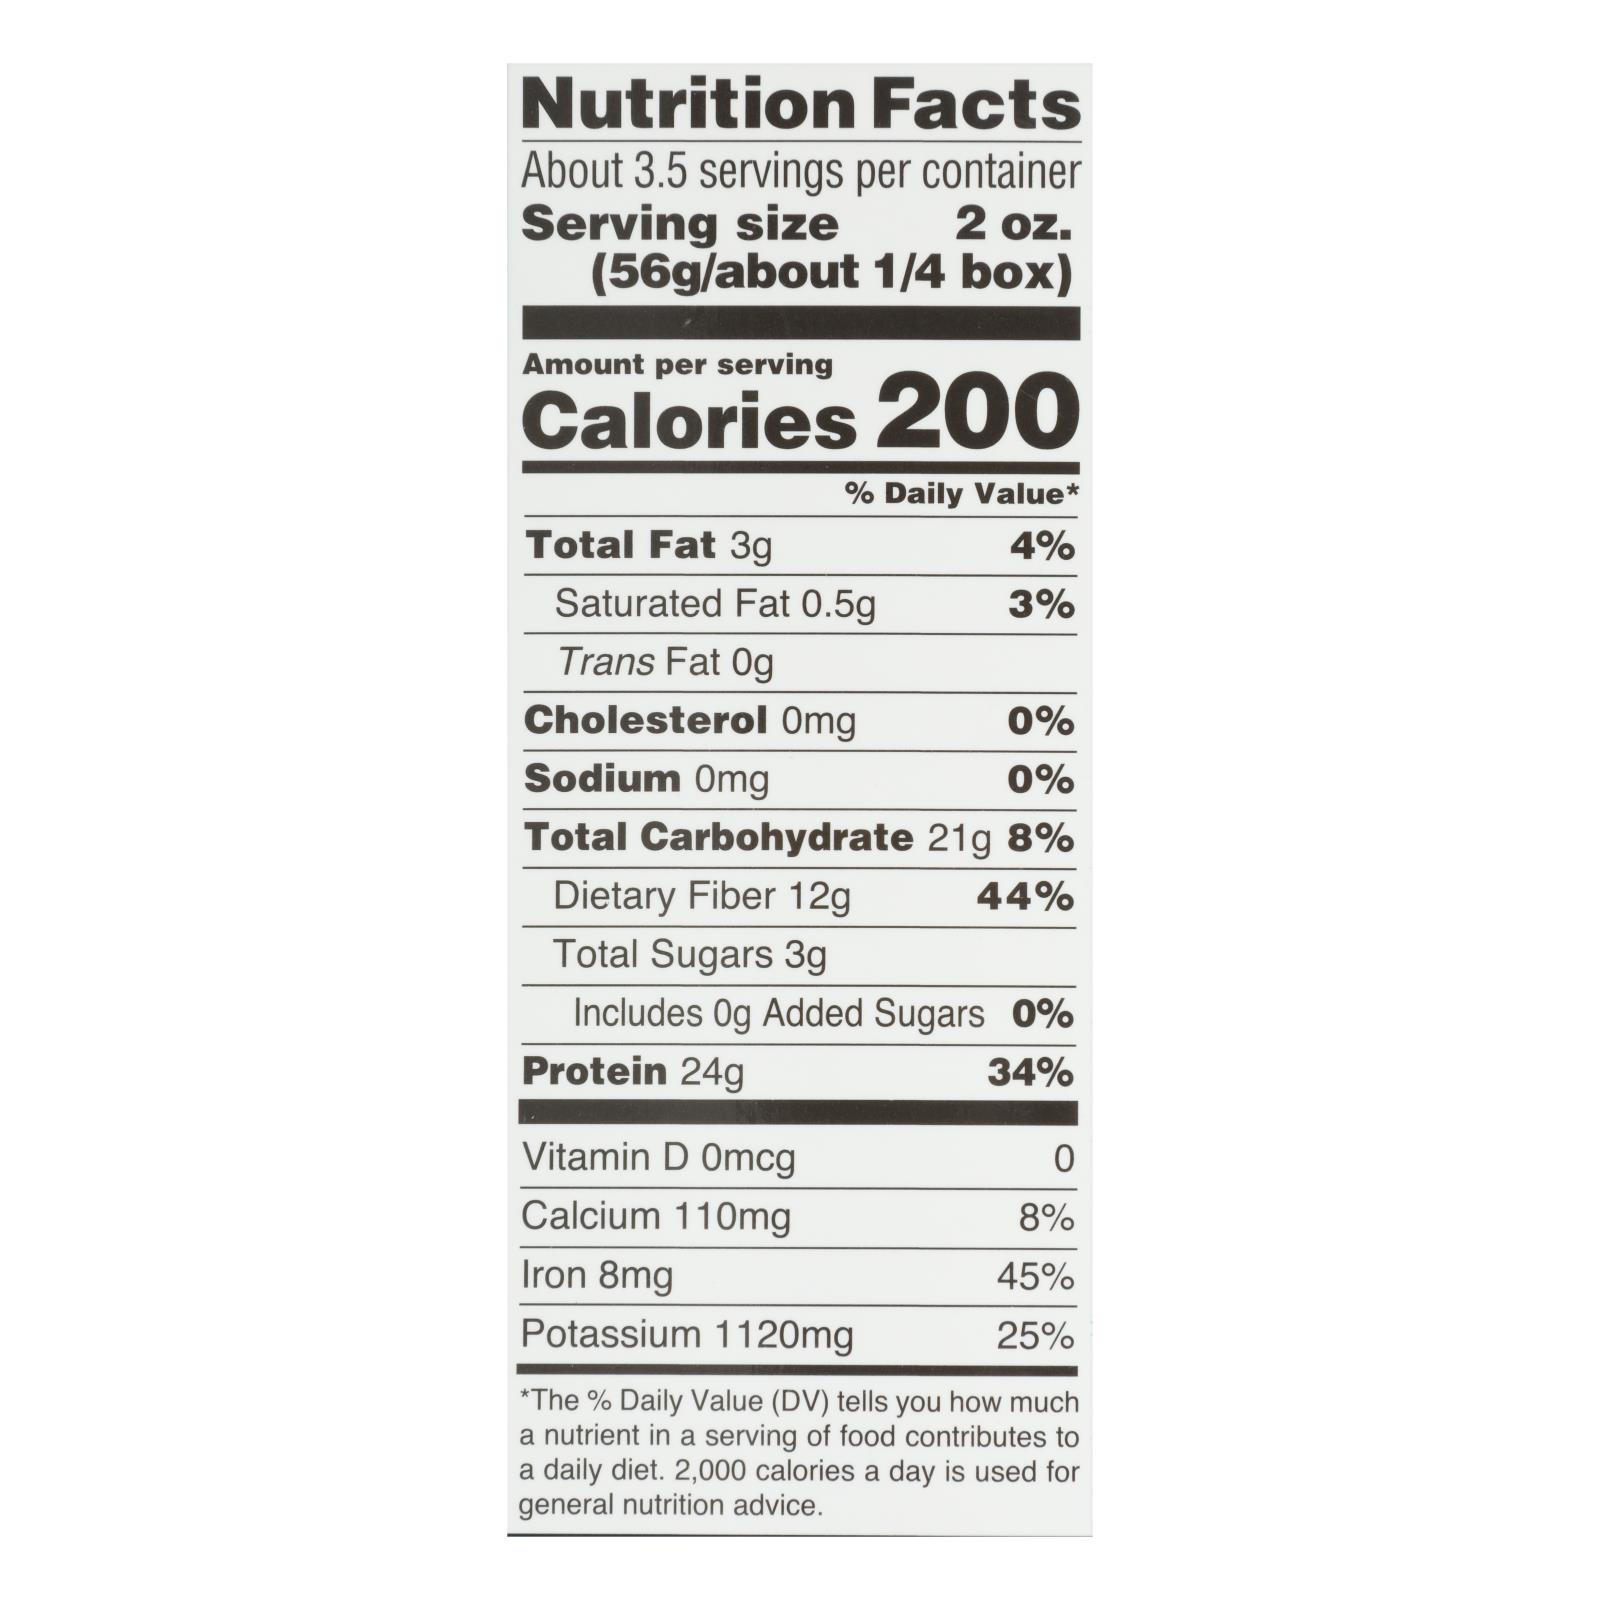 Nutrition Facts
About 3.5 servings per container
Serving size 2 oz.
(56g/about 1/4 box)
Amount per serving
Calories 200
% Daily Value*
Total Fat 3g 4%
Saturated Fat 0.5g 3%
Trans Fat 0g
Cholesterol 0mg 0%
Sodium 0mg 0%
Total Carbohydrate 21g 8%
Dietary Fiber 12g 44%
Total Sugars 3g
Includes 0g Added Sugars 0%
Protein 24g 34%
Vitamin D 0mcg 0
Calcium 110mg 8%
Iron 8mg 45%
Potassium 1120mg 25%
*The % Daily Value (DV) tells you how much
a nutrient in a serving of food contributes to
a daily diet. 2,000 calories a day is used for
general nutrition advice.